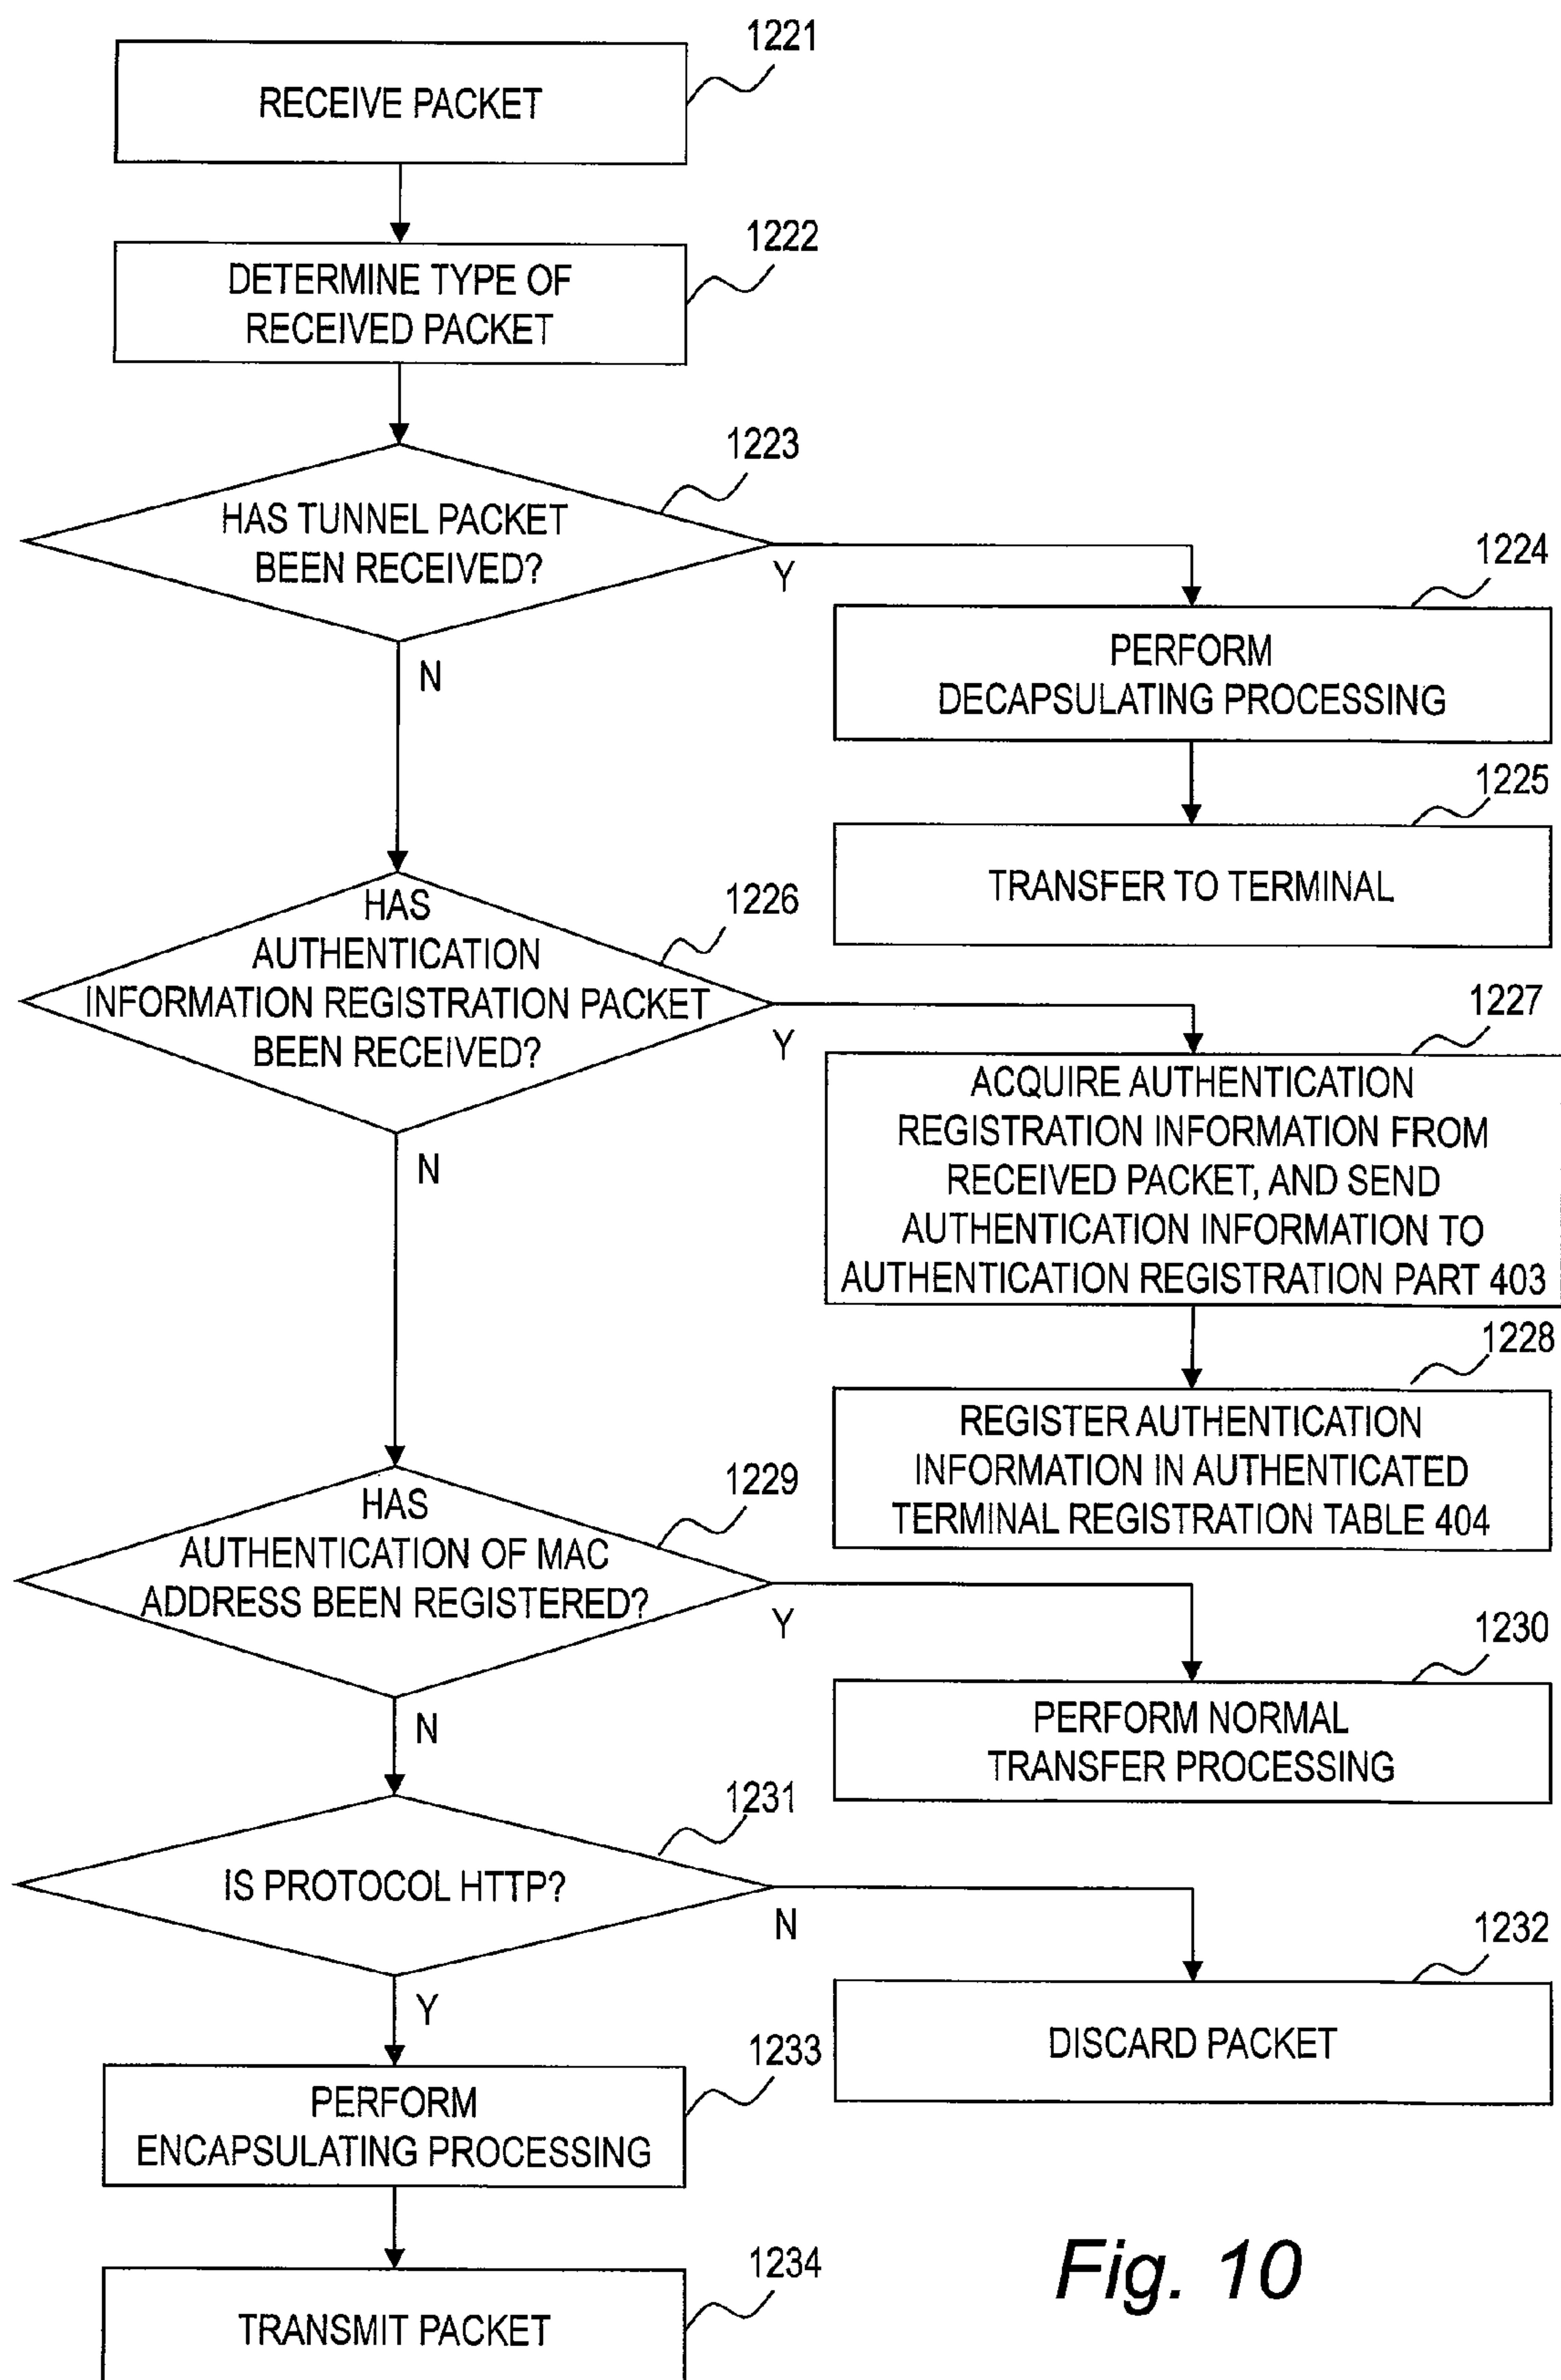 1221
RECEIVE PACKET
1222
DETERMINE TYPE OF
RECEIVED PACKET
1223
HAS TUNNEL PACKET
BEEN RECEIVED?
Y
N
1224
PERFORM
DECAPSULATING PROCESSING
1225
TRANSFER TO TERMINAL
1226
HAS
AUTHENTICATION
INFORMATION REGISTRATION PACKET
BEEN RECEIVED?
Y
N
1227
ACQUIRE AUTHENTICATION
REGISTRATION INFORMATION FROM
RECEIVED PACKET, AND SEND
AUTHENTICATION INFORMATION TO
AUTHENTICATION REGISTRATION PART 403
1228
REGISTER AUTHENTICATION
INFORMATION IN AUTHENTICATED
TERMINAL REGISTRATION TABLE 404
1229
HAS
AUTHENTICATION OF MAC
ADDRESS BEEN REGISTERED?
Y
N
1230
PERFORM NORMAL
TRANSFER PROCESSING
1231
IS PROTOCOL HTTP?
N
Y
1232
DISCARD PACKET
1233
PERFORM
ENCAPSULATING PROCESSING
1234
TRANSMIT PACKET
Fig. 10